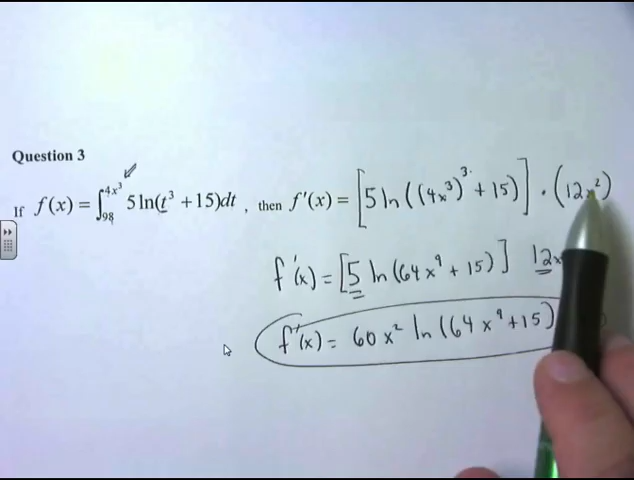 Question 3
If f(x) = ∫_{98}^{4x³} 5 ln(t³ + 15)dt , then f'(x) = [5 ln((4x³)³ + 15)] · (12x²)
f'(x) = [5 ln(64x⁹ + 15)] 12x
f'(x) = 60x² ln(64x⁹ + 15)